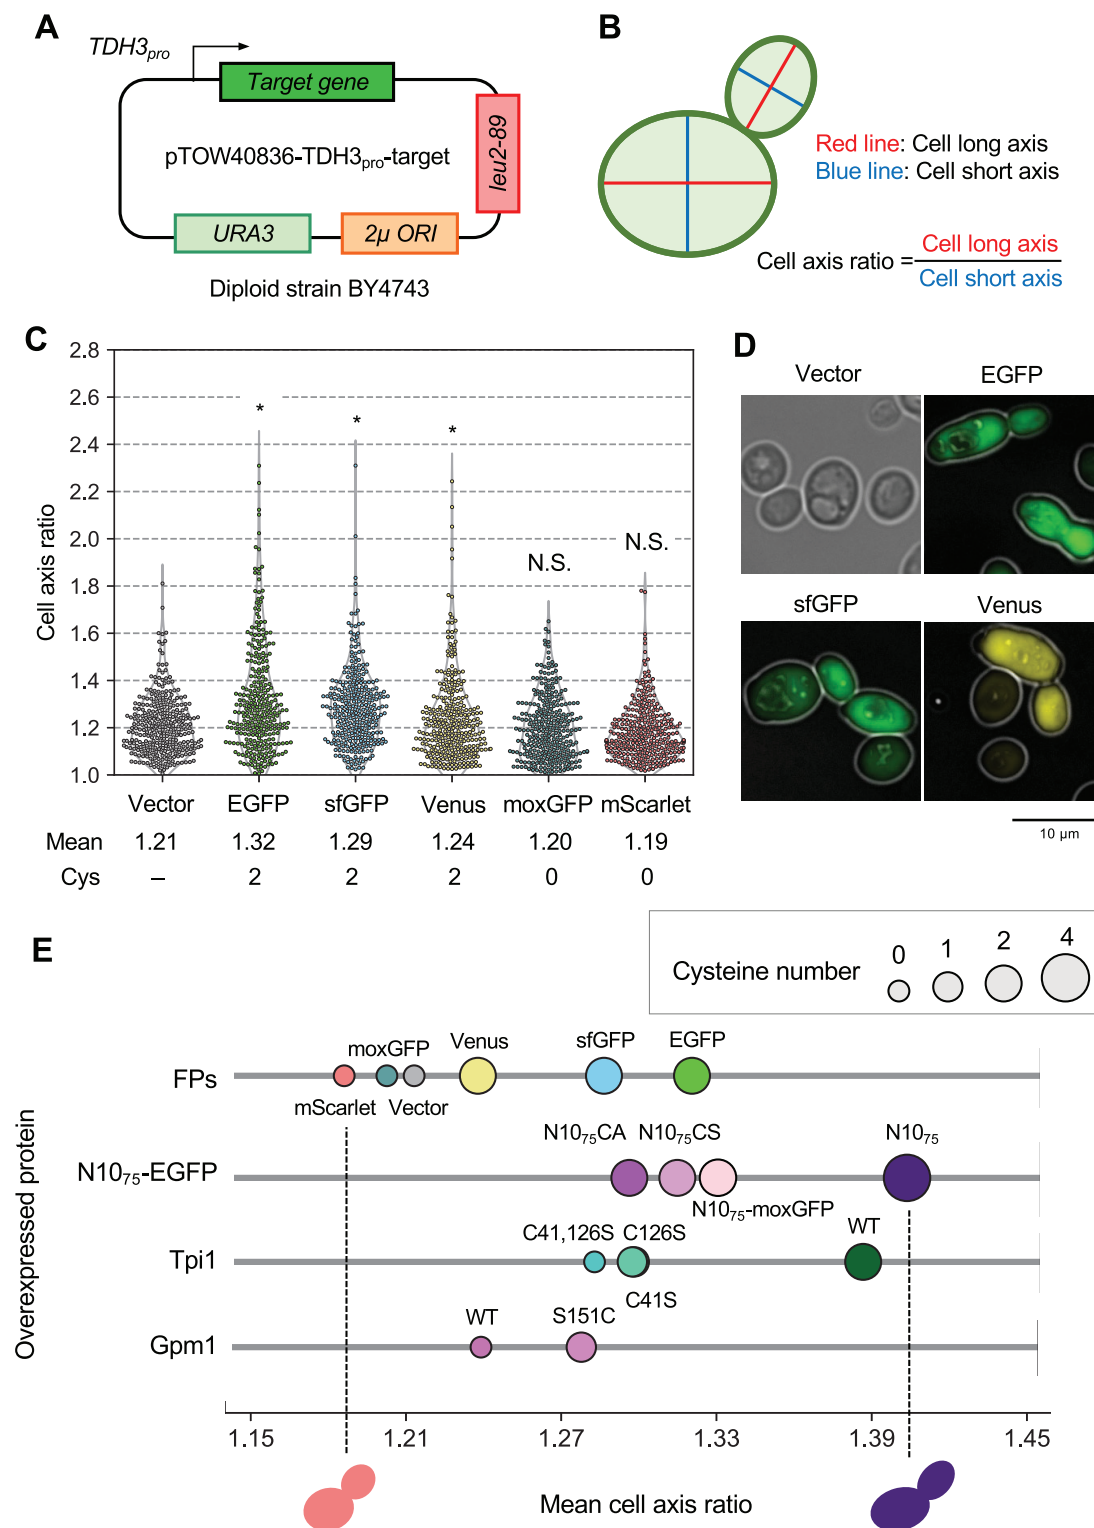 A
TDH3pro
Target gene
leu2-89
pTOW40836-TDH3pro-target
URA3
2μ ORI
Diploid strain BY4743
B
Red line: Cell long axis
Blue line: Cell short axis
Cell axis ratio = Cell long axis
Cell short axis
C
2.8
2.6
2.4
2.2
2.0
1.8
1.6
1.4
1.2
1.0
Cell axis ratio
* * * N.S. N.S.
Vector EGFP sfGFP Venus moxGFP mScarlet
Mean 1.21 1.32 1.29 1.24 1.20 1.19
Cys – 2 2 2 0 0
D
Vector EGFP
sfGFP Venus
10 μm
E
Cysteine number 0 1 2 4
Overexpressed protein
FPs
mScarlet moxGFP Vector Venus sfGFP EGFP
N1075-EGFP
N1075CA N1075CS N1075-moxGFP N1075
Tpi1
C41,126S C126S C41S WT
Gpm1
WT S151C
1.15 1.21 1.27 1.33 1.39 1.45
Mean cell axis ratio